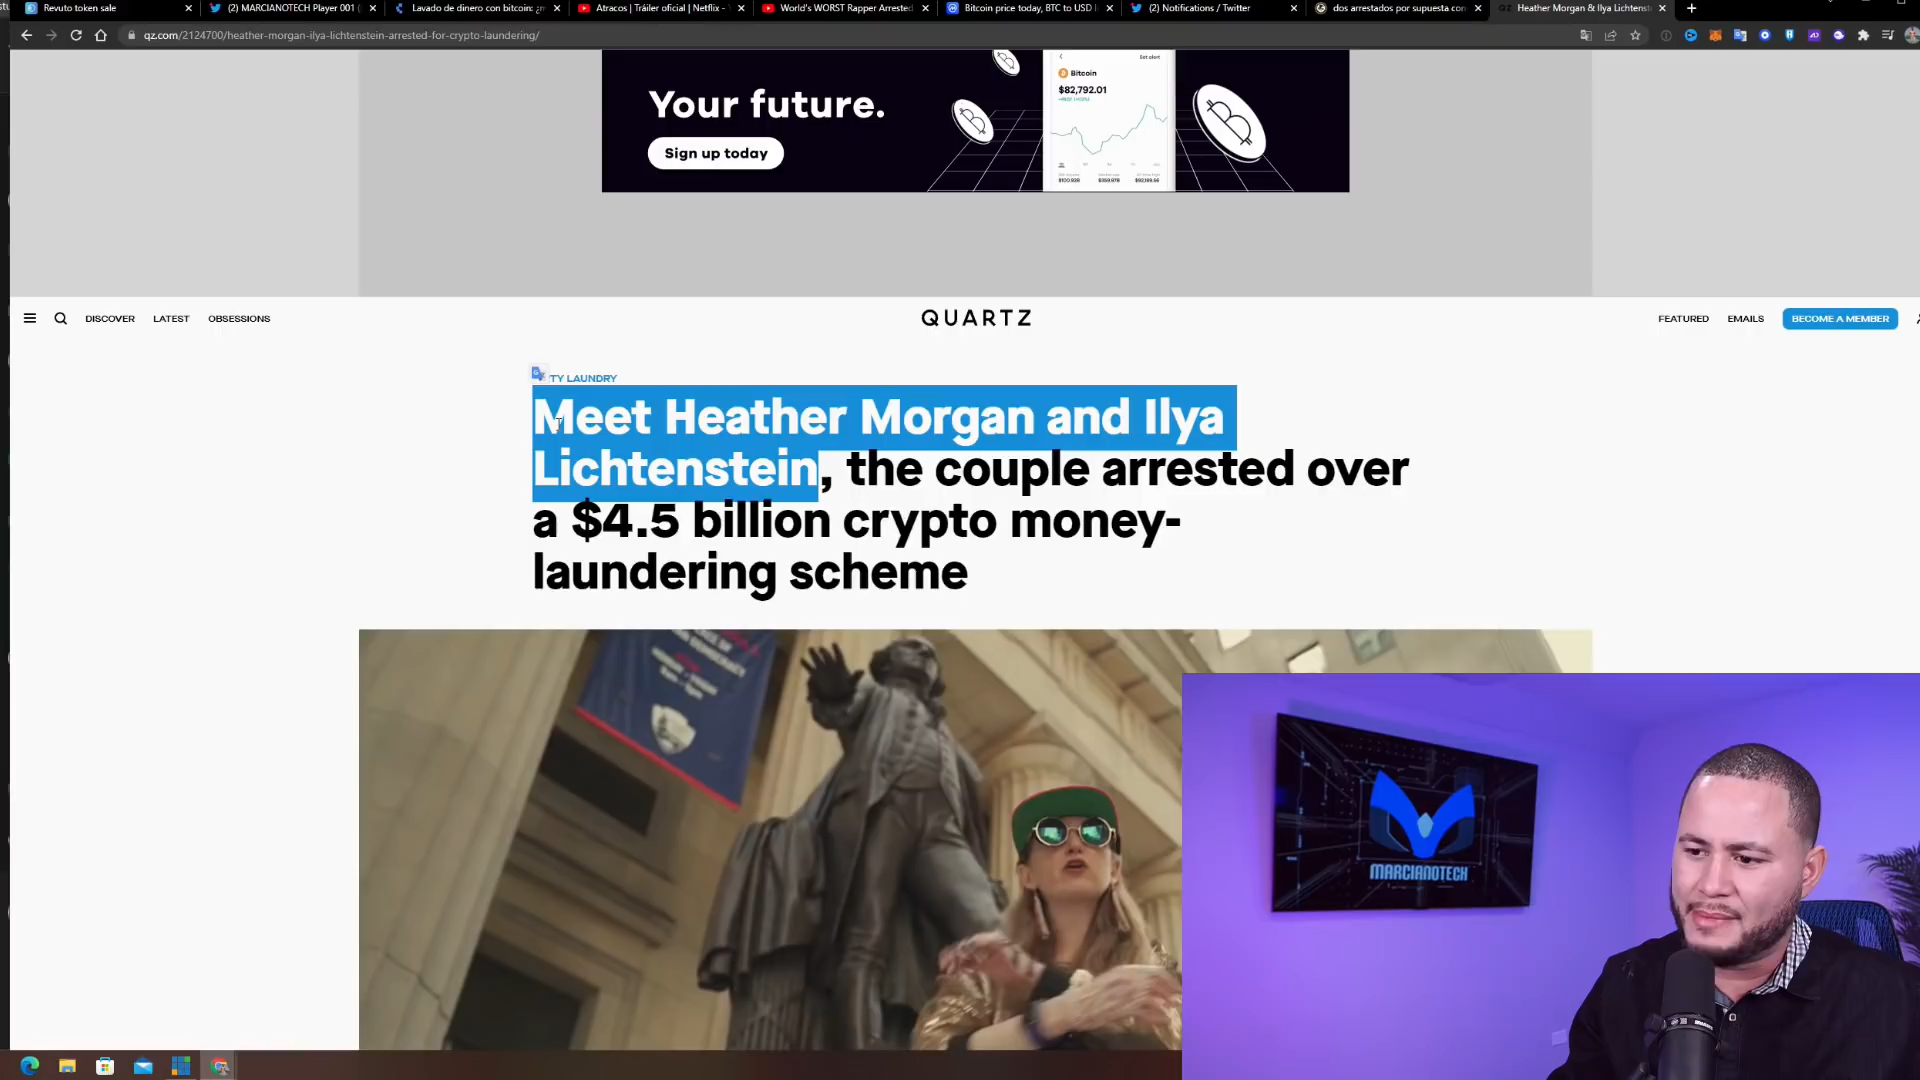 Revuto token sale
(2) MARCIANOTECH Player 001 (
Lavado de dinero con bitcoin: ¿m
Atracos | Tráiler oficial | Netflix -
World's WORST Rapper Arrested
Bitcoin price today, BTC to USD l
(2) Notifications / Twitter
dos arrestados por supuesta con
Heather Morgan & Ilya Lichtenst
qz.com/2124700/heather-morgan-ilya-lichtenstein-arrested-for-crypto-laundering/
Your future.
Sign up today
Set alert
Bitcoin
$82,792.01
DISCOVER
LATEST
OBSESSIONS
QUARTZ
FEATURED
EMAILS
BECOME A MEMBER
TY LAUNDRY
Meet Heather Morgan and Ilya
Lichtenstein, the couple arrested over
a $4.5 billion crypto money-
laundering scheme
MARCIANOTECH